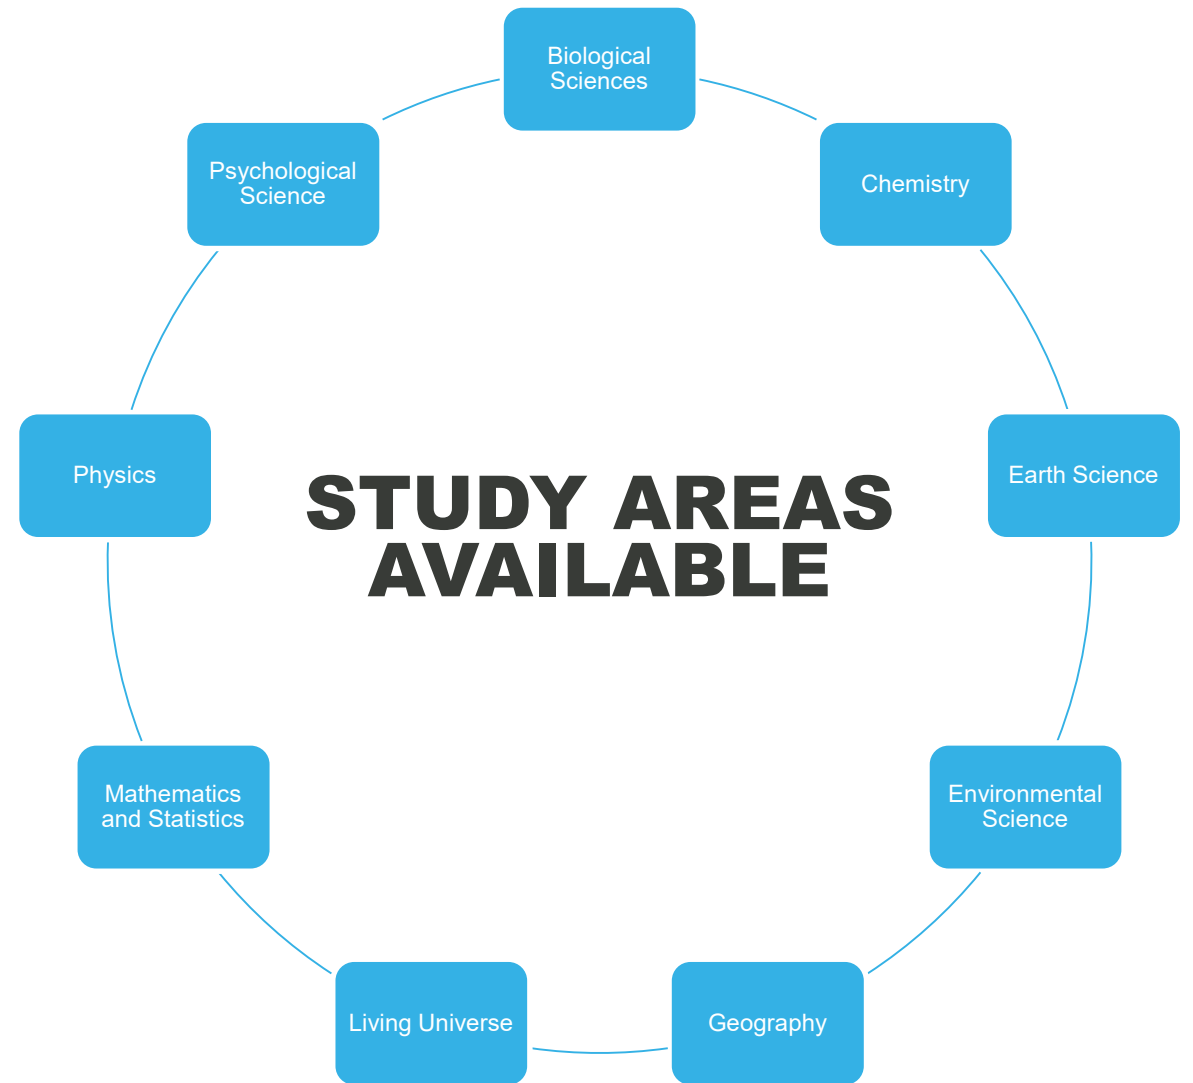 Biological
Sciences
Chemistry
Earth Science
Environmental
Science
Geography
Living Universe
Mathematics
and Statistics
Physics
Psychological
Science
STUDY AREAS
AVAILABLE